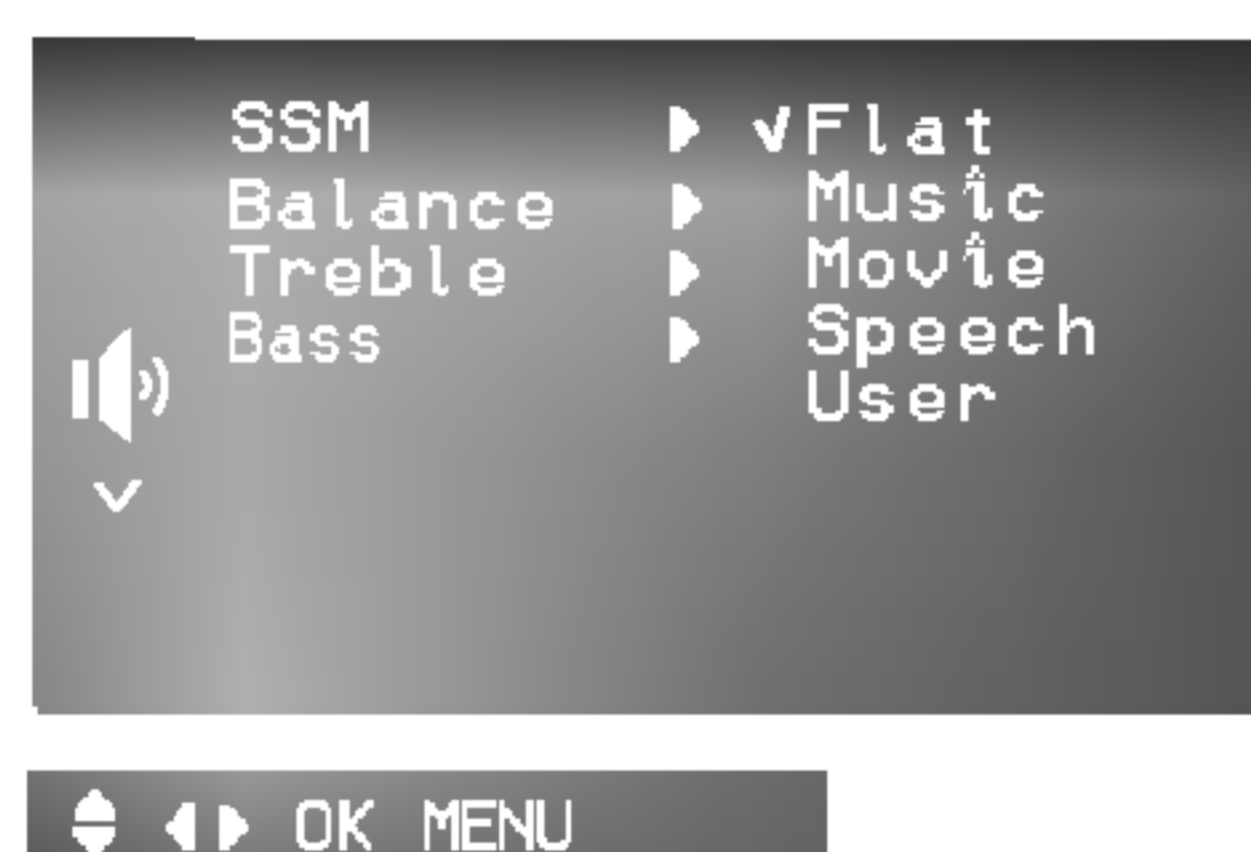 SSM ▶ √Flat
Balance ▶ Music
Treble ▶ Movie
Bass ▶ Speech
User
OK MENU